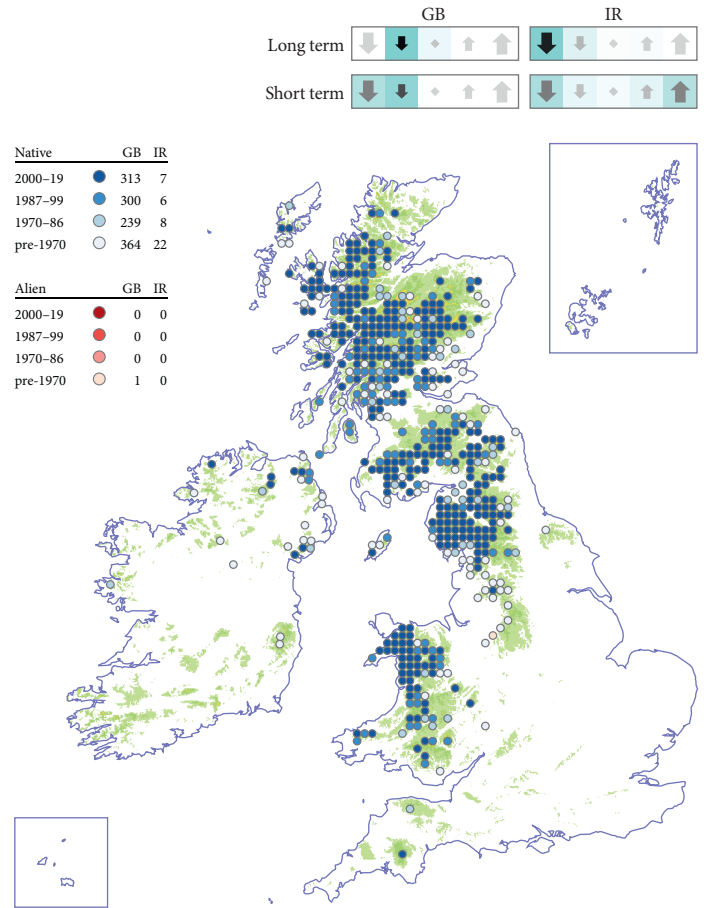 GB IR
Long term
Short term
Native GB IR
2000–19 313 7
1987–99 300 6
1970–86 239 8
pre-1970 364 22
Alien GB IR
2000–19 0 0
1987–99 0 0
1970–86 0 0
pre-1970 1 0